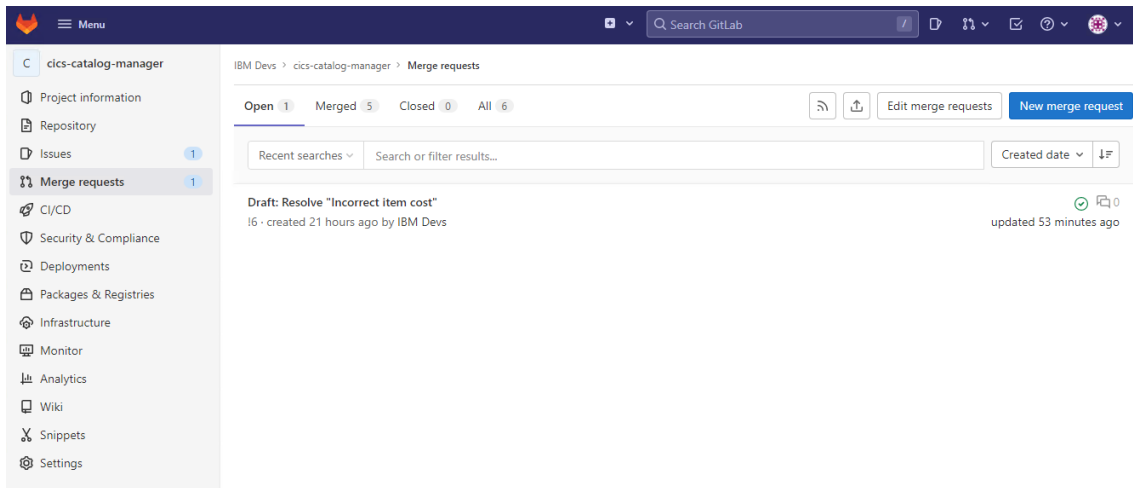 Menu
Search GitLab /
C cics-catalog-manager
Project information
Repository
Issues 1
Merge requests 1
CI/CD
Security & Compliance
Deployments
Packages & Registries
Infrastructure
Monitor
Analytics
Wiki
Snippets
Settings
IBM Devs > cics-catalog-manager > Merge requests
Open 1 Merged 5 Closed 0 All 6
Edit merge requests New merge request
Recent searches Search or filter results... Created date
Draft: Resolve "Incorrect item cost" 0
!6 · created 21 hours ago by IBM Devs updated 53 minutes ago